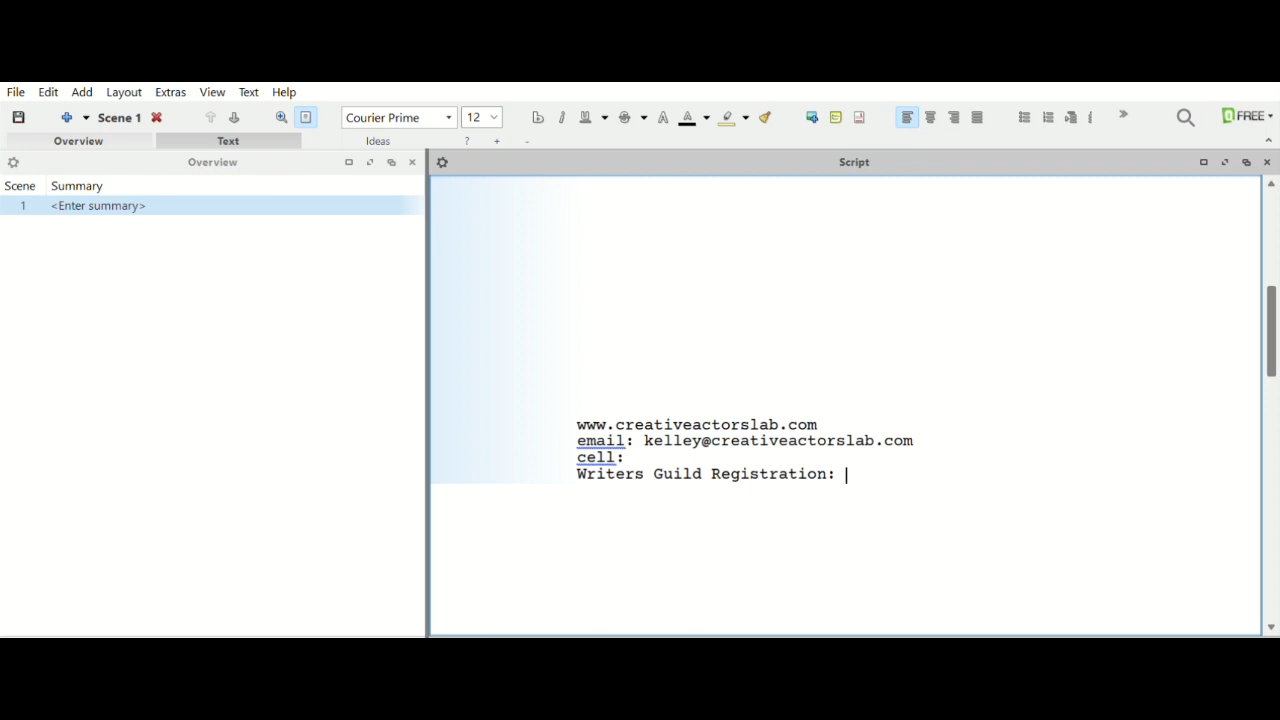 File Edit Add Layout Extras View Text Help
Scene 1 Courier Prime 12 FREE
Overview Text Ideas ? + -
Overview Script
Scene Summary
1 <Enter summary>
www.creativeactorslab.com
email: kelley@creativeactorslab.com
cell:
Writers Guild Registration: